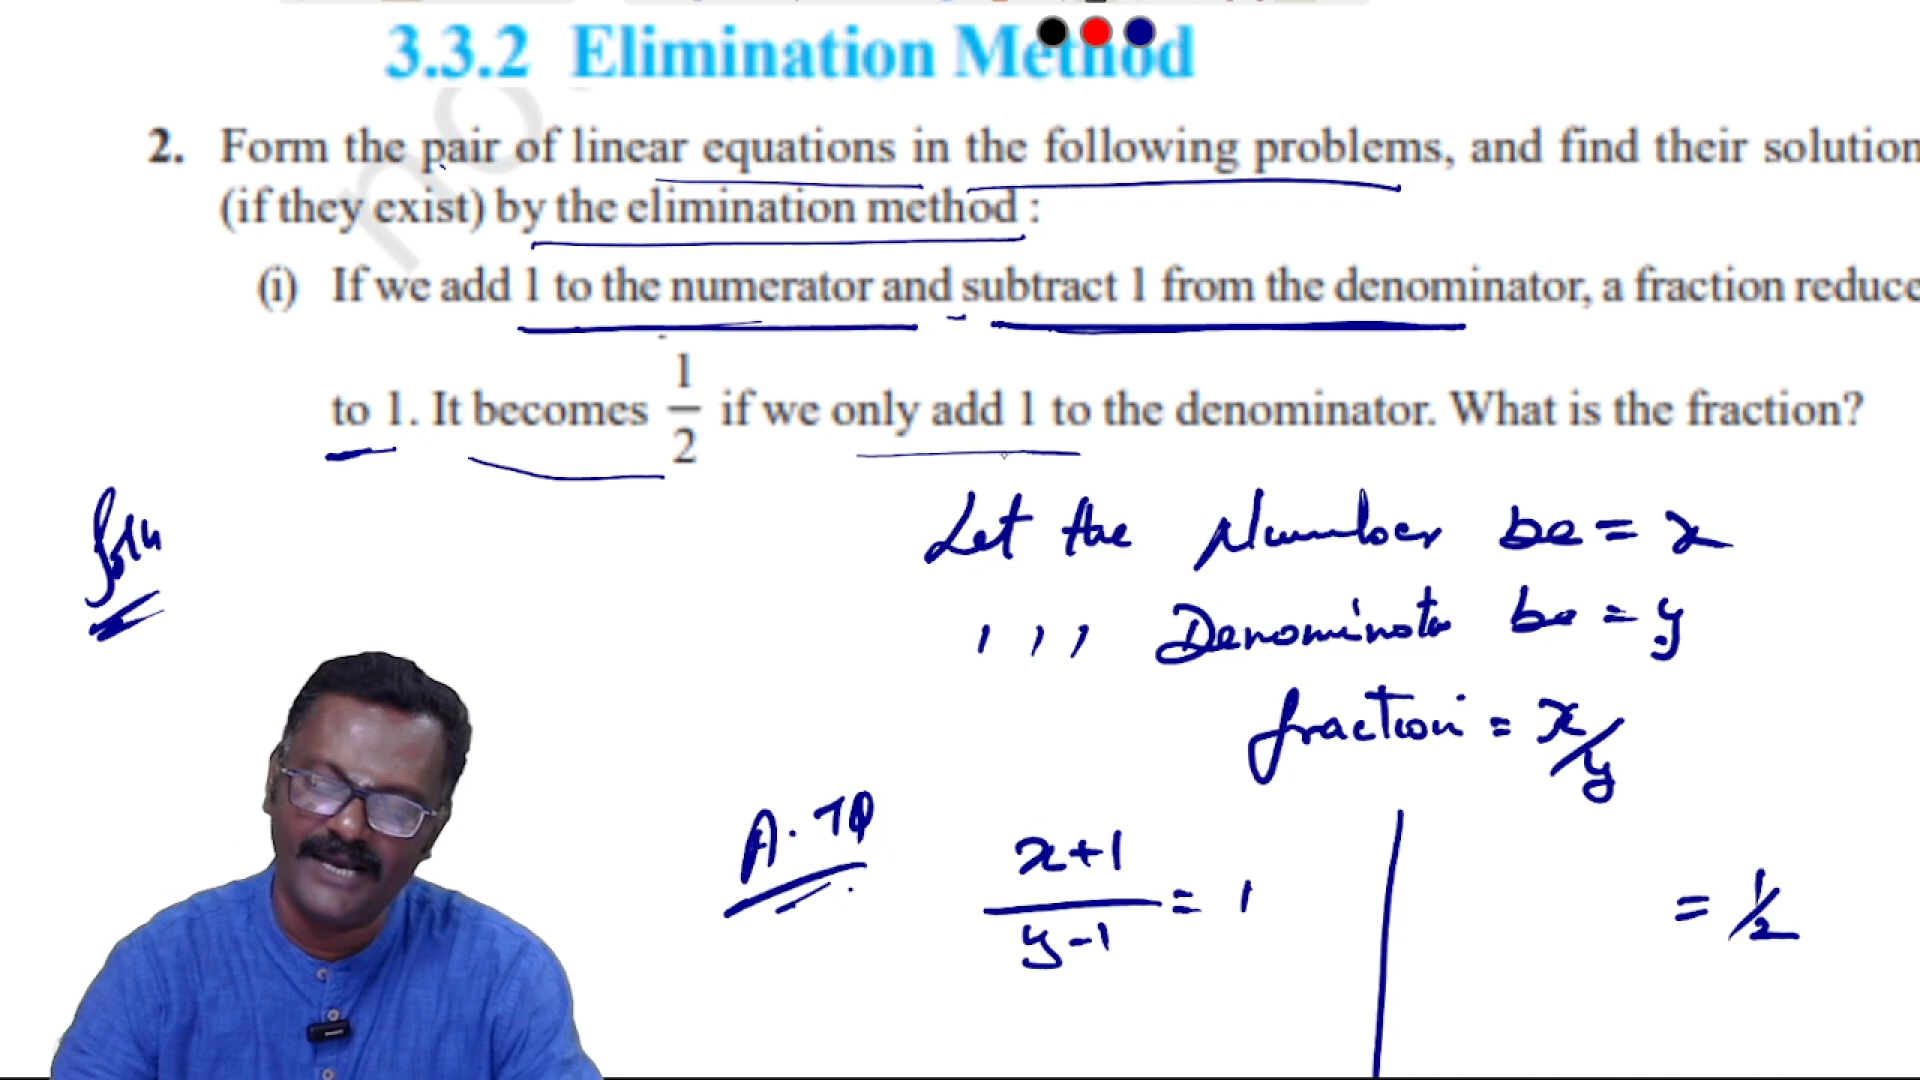 3.3.2 Elimination Method
2. Form the pair of linear equations in the following problems, and find their solution
(if they exist) by the elimination method :
(i) If we add 1 to the numerator and subtract 1 from the denominator, a fraction reduce
to 1. It becomes 1/2 if we only add 1 to the denominator. What is the fraction?
Soln
Let the Number be = x
, , , Denominator be = y
fraction = x/y
A.TQ
x+1
y-1
= 1
= 1/2